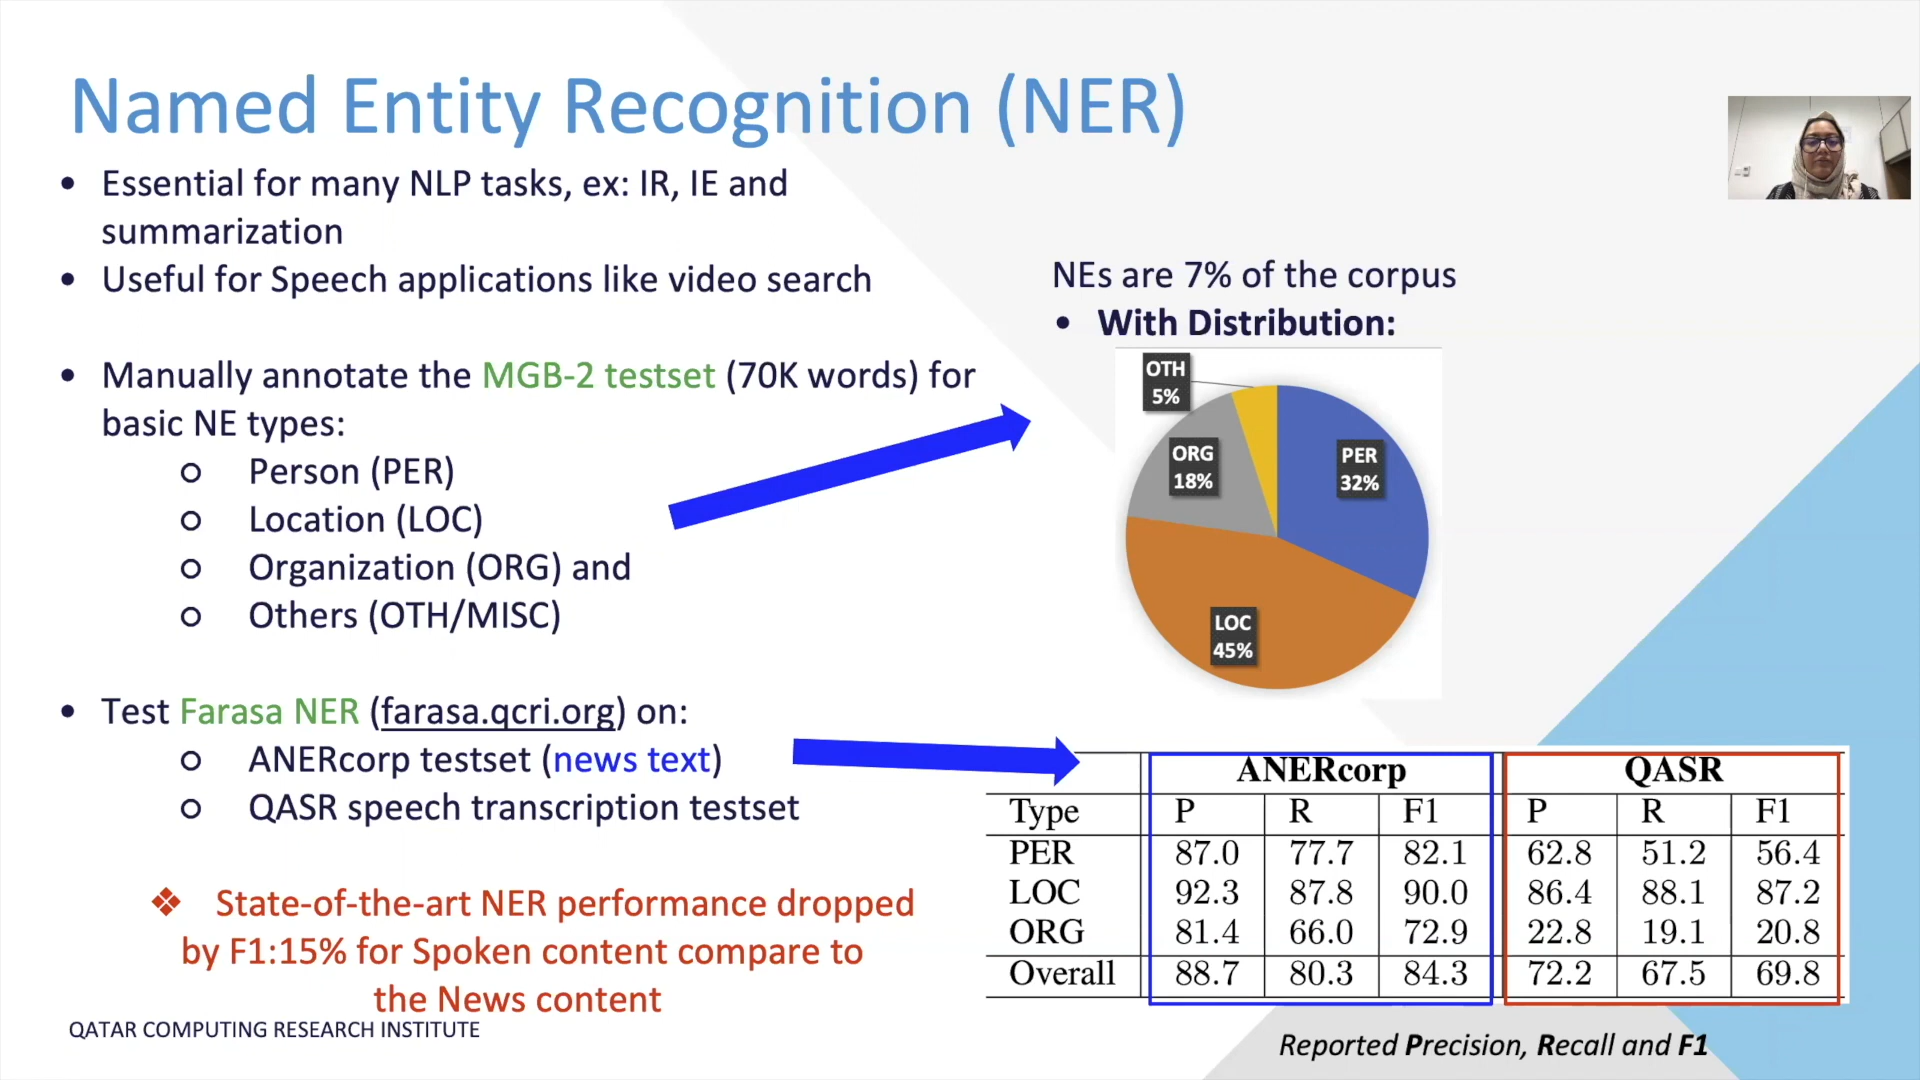 Named Entity Recognition (NER)
• Essential for many NLP tasks, ex: IR, IE and
summarization
• Useful for Speech applications like video search
• Manually annotate the MGB-2 testset (70K words) for
basic NE types:
o Person (PER)
o Location (LOC)
o Organization (ORG) and
o Others (OTH/MISC)
• Test Farasa NER (farasa.qcri.org) on:
o ANERcorp testset (news text)
o QASR speech transcription testset
❖ State-of-the-art NER performance dropped
by F1:15% for Spoken content compare to
the News content
QATAR COMPUTING RESEARCH INSTITUTE
NEs are 7% of the corpus
• With Distribution:
OTH
5%
ORG
18%
PER
32%
LOC
45%
ANERcorp QASR
Type P R F1 P R F1
PER 87.0 77.7 82.1 62.8 51.2 56.4
LOC 92.3 87.8 90.0 86.4 88.1 87.2
ORG 81.4 66.0 72.9 22.8 19.1 20.8
Overall 88.7 80.3 84.3 72.2 67.5 69.8
Reported Precision, Recall and F1